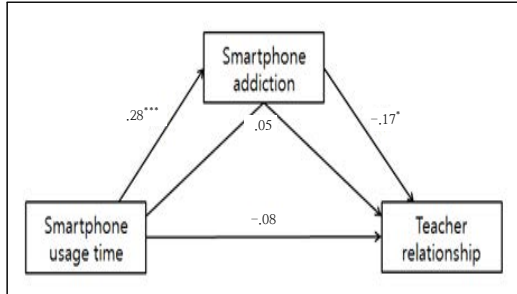 Smartphone
addiction
.28***
.05
-.17*
Smartphone
usage time
-.08
Teacher
relationship